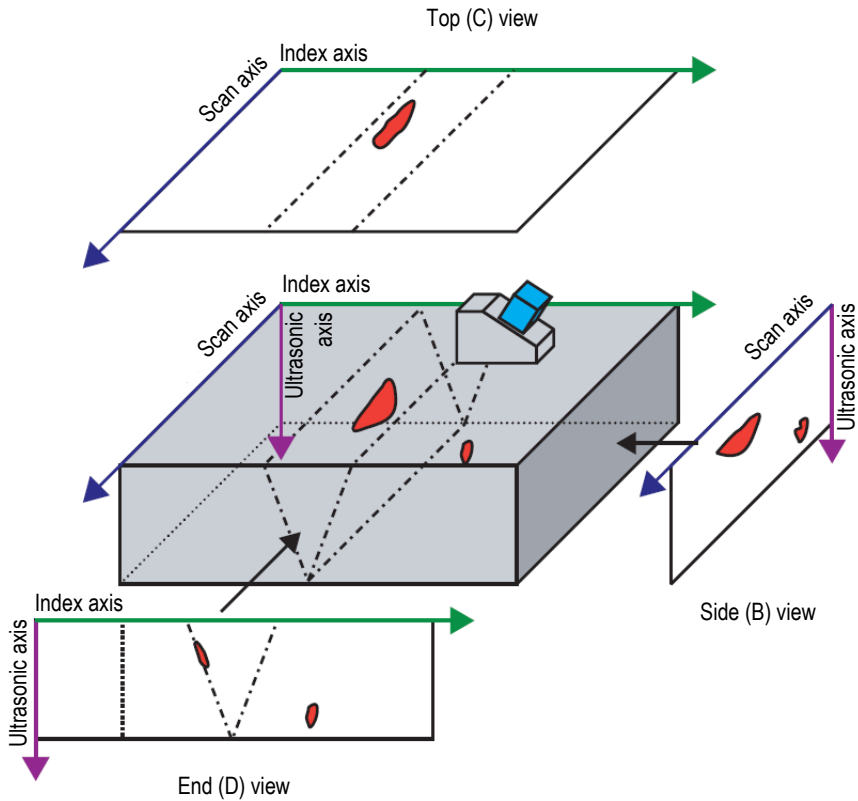 Top (C) view
Index axis
Scan axis
Index axis
Scan axis
Ultrasonic
axis
Scan axis
Ultrasonic axis
Side (B) view
Index axis
Ultrasonic axis
End (D) view